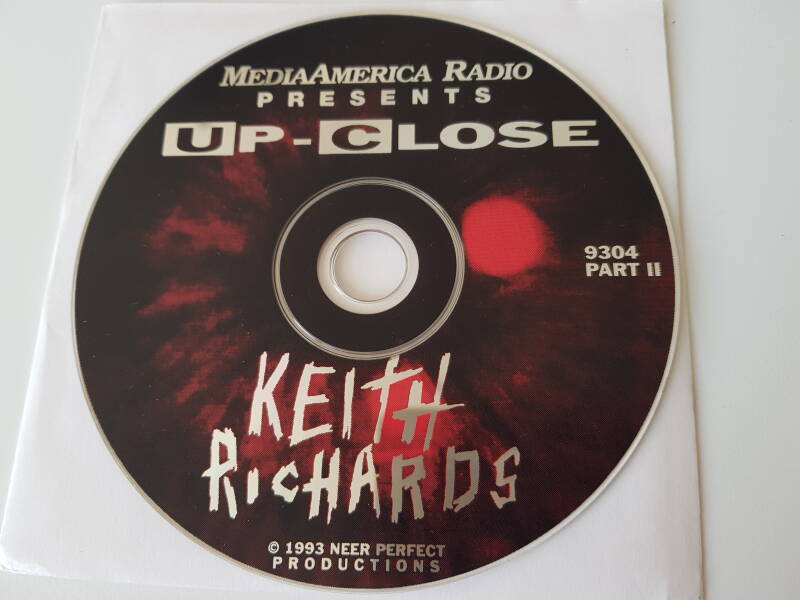 MEDIAAMERICA RADIO
PRESENTS
UP-CLOSE
9304
PART II
KEITH
RICHARDS
© 1993 NEER PERFECT
PRODUCTIONS